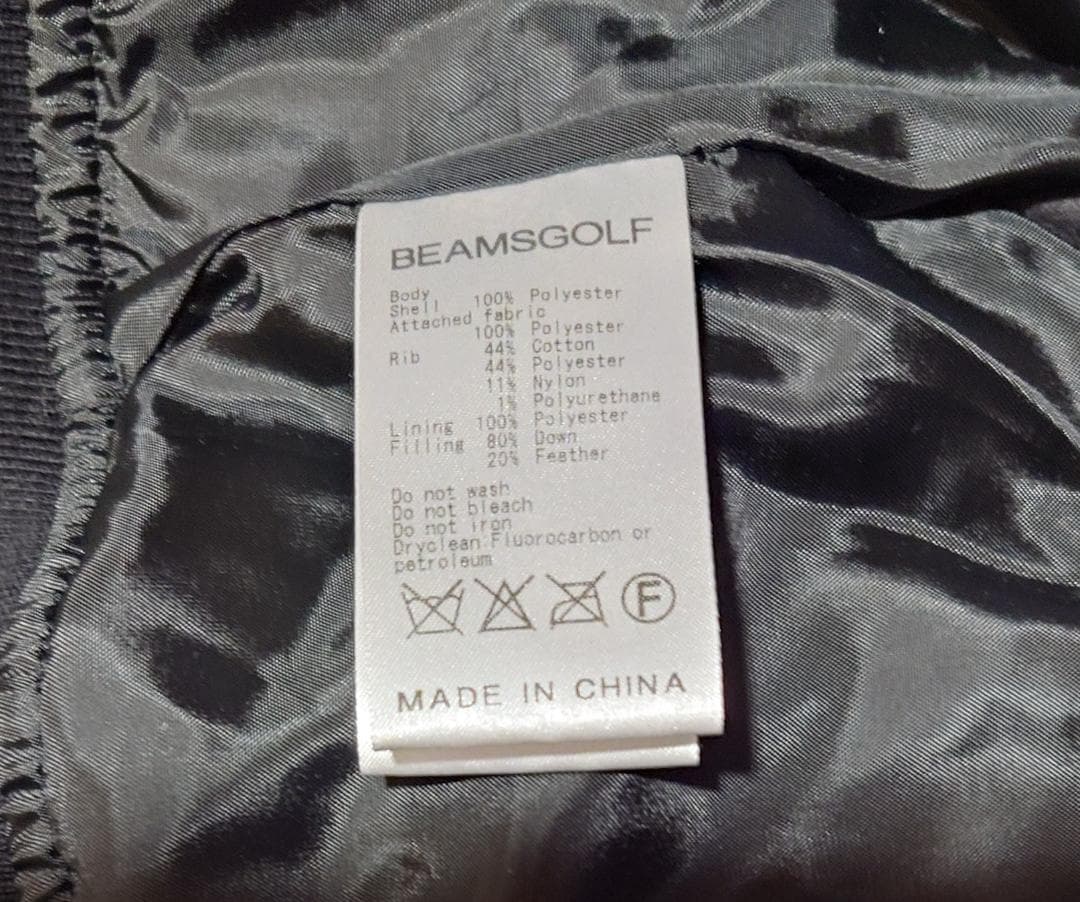 BEAMSGOLF
Body
Shell 100% Polyester
Attached fabric
100% Polyester
Rib 44% Cotton
44% Polyester
11% Nylon
1% Polyurethane
Lining 100% Polyester
Filling 80% Down
20% Feather
Do not wash
Do not bleach
Do not iron
Dryclean Fluorocarbon or
petroleum
F
MADE IN CHINA